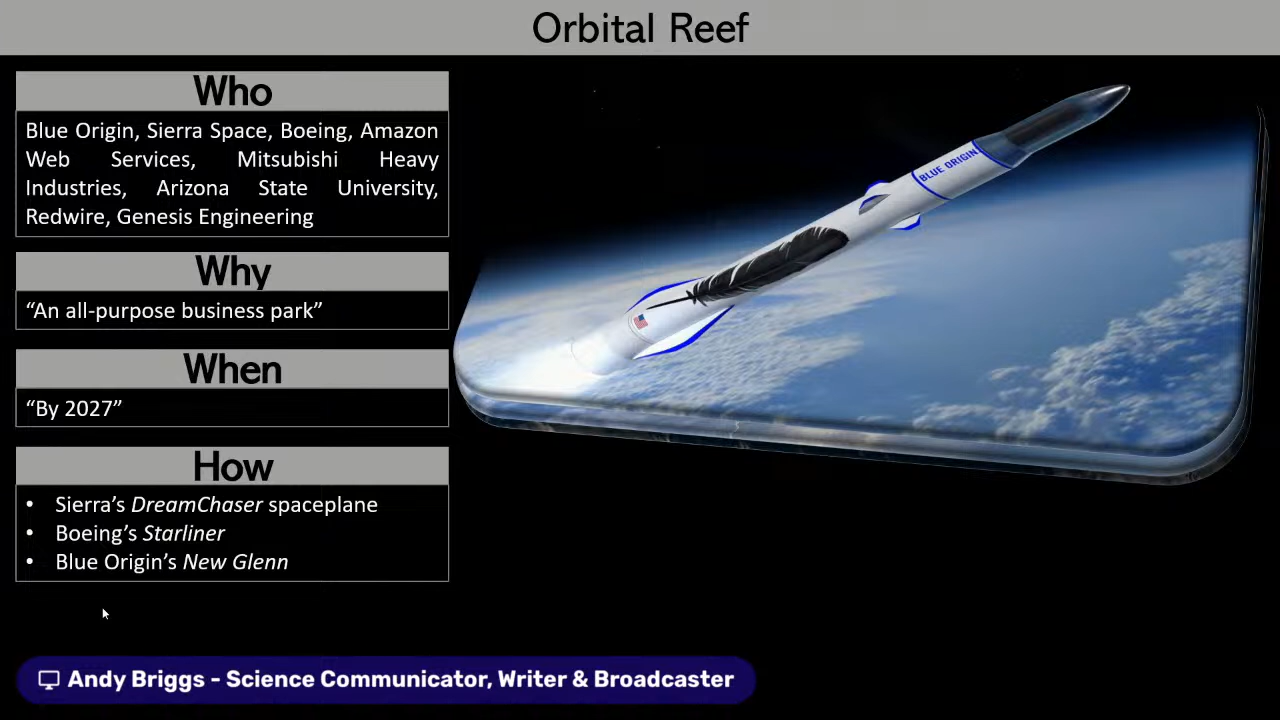 Orbital Reef
Who
Blue Origin, Sierra Space, Boeing, Amazon
Web Services, Mitsubishi Heavy
Industries, Arizona State University,
Redwire, Genesis Engineering
Why
“An all-purpose business park”
When
“By 2027”
How
• Sierra’s DreamChaser spaceplane
• Boeing’s Starliner
• Blue Origin’s New Glenn
BLUE ORIGIN
Andy Briggs - Science Communicator, Writer & Broadcaster